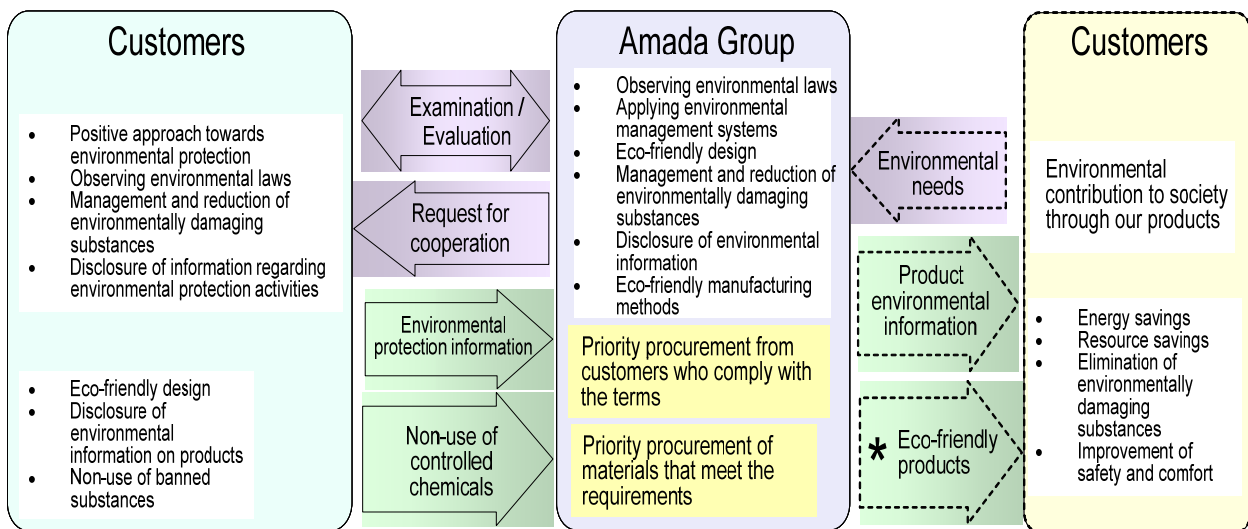 Customers
• Positive approach towards
environmental protection
• Observing environmental laws
• Management and reduction of
environmentally damaging
substances
• Disclosure of information regarding
environmental protection activities
• Eco-friendly design
• Disclosure of
environmental
information on products
• Non-use of banned
substances
Examination /
Evaluation
Request for
cooperation
Environmental
protection information
Non-use of
controlled
chemicals
Amada Group
• Observing environmental laws
• Applying environmental
management systems
• Eco-friendly design
• Management and reduction of
environmentally damaging
substances
• Disclosure of environmental
information
• Eco-friendly manufacturing
methods
Priority procurement from
customers who comply with
the terms
Priority procurement of
materials that meet the
requirements
Environmental
needs
Product
environmental
information
* Eco-friendly
products
Customers
Environmental
contribution to society
through our products
• Energy savings
• Resource savings
• Elimination of
environmentally
damaging
substances
• Improvement of
safety and comfort